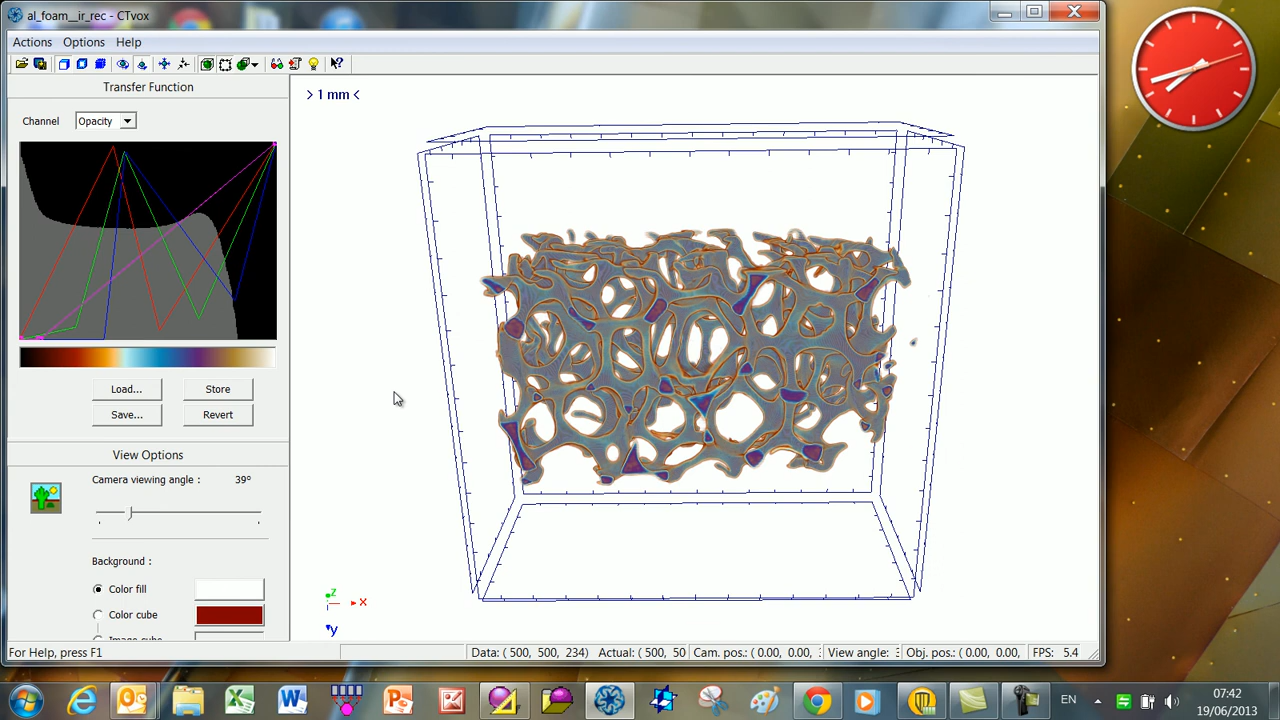 al_foam__ir_rec - CTvox
Actions Options Help
Transfer Function
> 1 mm <
Channel Opacity
Load... Store
Save... Revert
View Options
Camera viewing angle : 39º
Background :
Color fill
Color cube
Image cube
z
x
y
For Help, press F1
Data: ( 500, 500, 234) Actual: ( 500, 50 Cam. pos.: ( 0.00, 0.00, View angle: Obj. pos.: ( 0.00, 0.00, FPS: 5.4
EN
07:42
19/06/2013